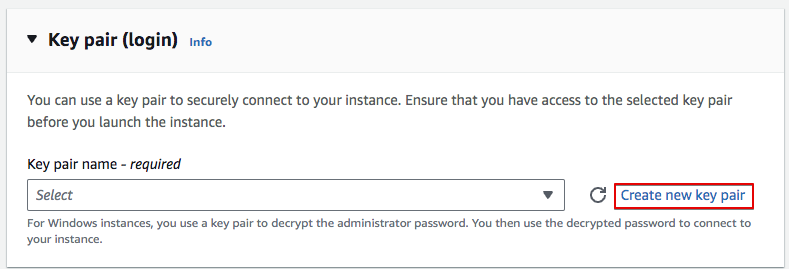 Key pair (login) Info
You can use a key pair to securely connect to your instance. Ensure that you have access to the selected key pair
before you launch the instance.
Key pair name - required
Select
Create new key pair
For Windows instances, you use a key pair to decrypt the administrator password. You then use the decrypted password to connect to
your instance.